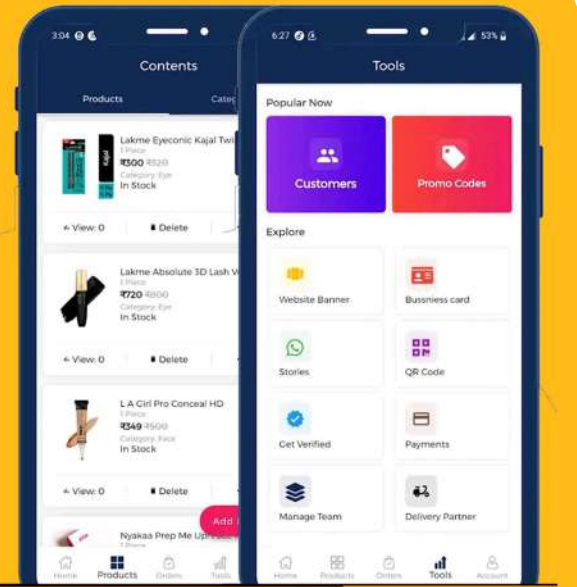 3:04
Contents
Products
Categ
Lakme Eyeconic Kajal Twi
1 Piece
₹300 ₹320
Category: Eye
In Stock
View: 0
Delete
Lakme Absolute 3D Lash V
₹720 ₹800
Category: Eye
In Stock
View: 0
Delete
L A Girl Pro Conceal HD
1 Piece
₹349 ₹500
Category: Face
In Stock
View: 0
Delete
Add
Nyakaa Prep Me Up
1 Piece
Home
Products
Orders
Tools
6:27
53%
Tools
Popular Now
Customers
Promo Codes
Explore
Website Banner
Bussniess card
Stories
QR Code
Get Verified
Payments
Manage Team
Delivery Partner
Home
Products
Orders
Tools
Account